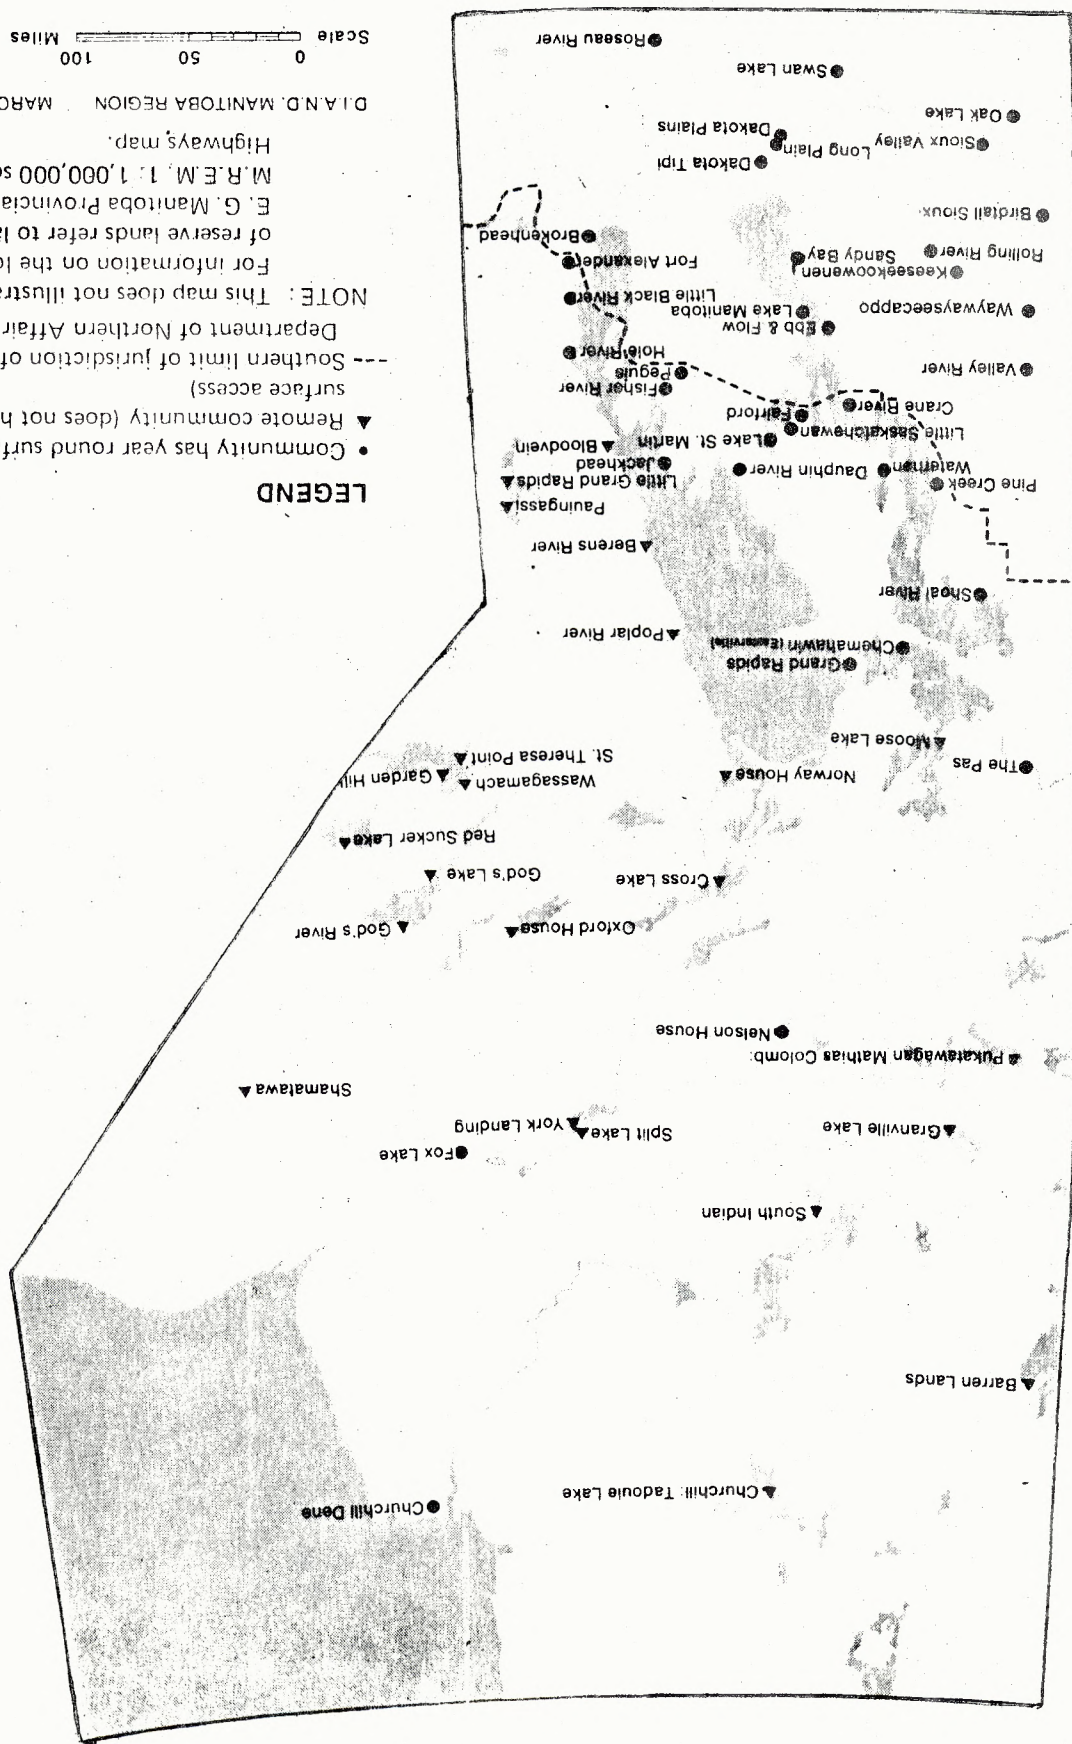 Churchill Dene
Churchill: Tadoule Lake
Barren Lands
South Indian
Fox Lake
Granville Lake
Split Lake
York Landing
Shamatawa
Pukatawagan Mathias Colomb
Nelson House
Oxford House
God's River
Cross Lake
God's Lake
Red Sucker Lake
The Pas
Moose Lake
Norway House
Wassagamach
Garden Hill
St. Theresa Point
Grand Rapids
Chemahawin (Easterville)
Poplar River
Shoal River
Berens River
Pauingassi
Pine Creek
Waterhen
Dauphin River
Little Grand Rapids
Jackhead
Lake St. Martin
Bloodvein
Little Saskatchewan
Crane River
Fairford
Fisher River
Peguis
Valley River
Hole River
Ebb & Flow
Waywayseecappo
Lake Manitoba
Little Black River
Keeseekoowenen
Rolling River
Sandy Bay
Fort Alexander
Brokenhead
Birdtail Sioux
Dakota Tipi
Sioux Valley
Long Plain
Dakota Plains
Oak Lake
Swan Lake
Roseau River
LEGEND
• Community has year round surf
▲ Remote community (does not h
surface access)
--- Southern limit of jurisdiction of
Department of Northern Affair
NOTE: This map does not illustra
For information on the lo
of reserve lands refer to la
E. G. Manitoba Provincia
M.R.E.M. 1: 1,000,000 sc
Highways map.
D.I.A.N.D. MANITOBA REGION MARC
0 50 100
Scale Miles